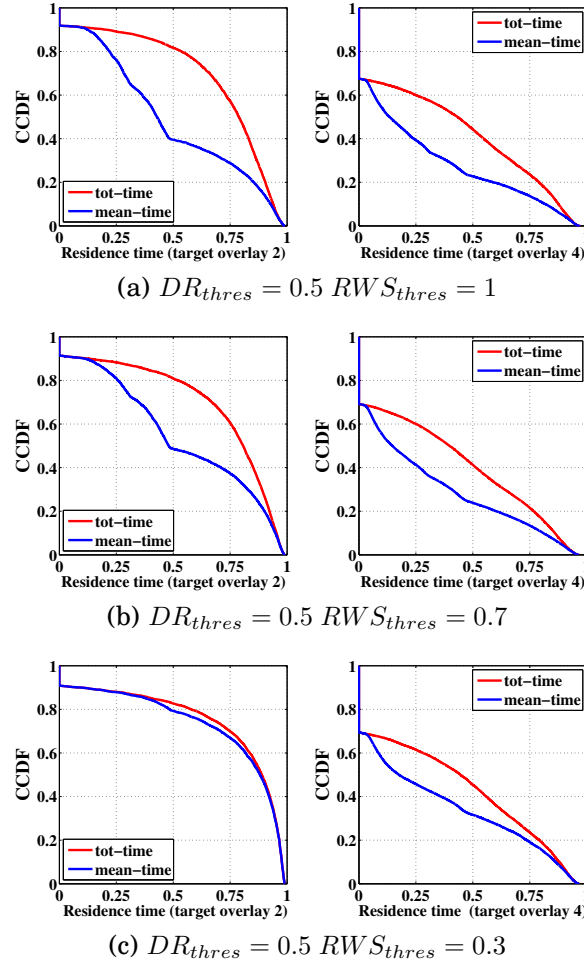 1
0.8
0.6
0.4
0.2
0
CCDF
tot-time
mean-time
0 0.25 0.5 0.75 1
Residence time (target overlay 2)
1
0.8
0.6
0.4
0.2
0
CCDF
tot-time
mean-time
0 0.25 0.5 0.75 1
Residence time (target overlay 4)
(a) DR_thres = 0.5 RWS_thres = 1
1
0.8
0.6
0.4
0.2
0
CCDF
tot-time
mean-time
0 0.25 0.5 0.75 1
Residence time (target overlay 2)
1
0.8
0.6
0.4
0.2
0
CCDF
tot-time
mean-time
0 0.25 0.5 0.75 1
Residence time (target overlay 4)
(b) DR_thres = 0.5 RWS_thres = 0.7
1
0.8
0.6
0.4
0.2
0
CCDF
tot-time
mean-time
0 0.25 0.5 0.75 1
Residence time (target overlay 2)
1
0.8
0.6
0.4
0.2
0
CCDF
tot-time
mean-time
0 0.25 0.5 0.75 1
Residence time (target overlay 4)
(c) DR_thres = 0.5 RWS_thres = 0.3